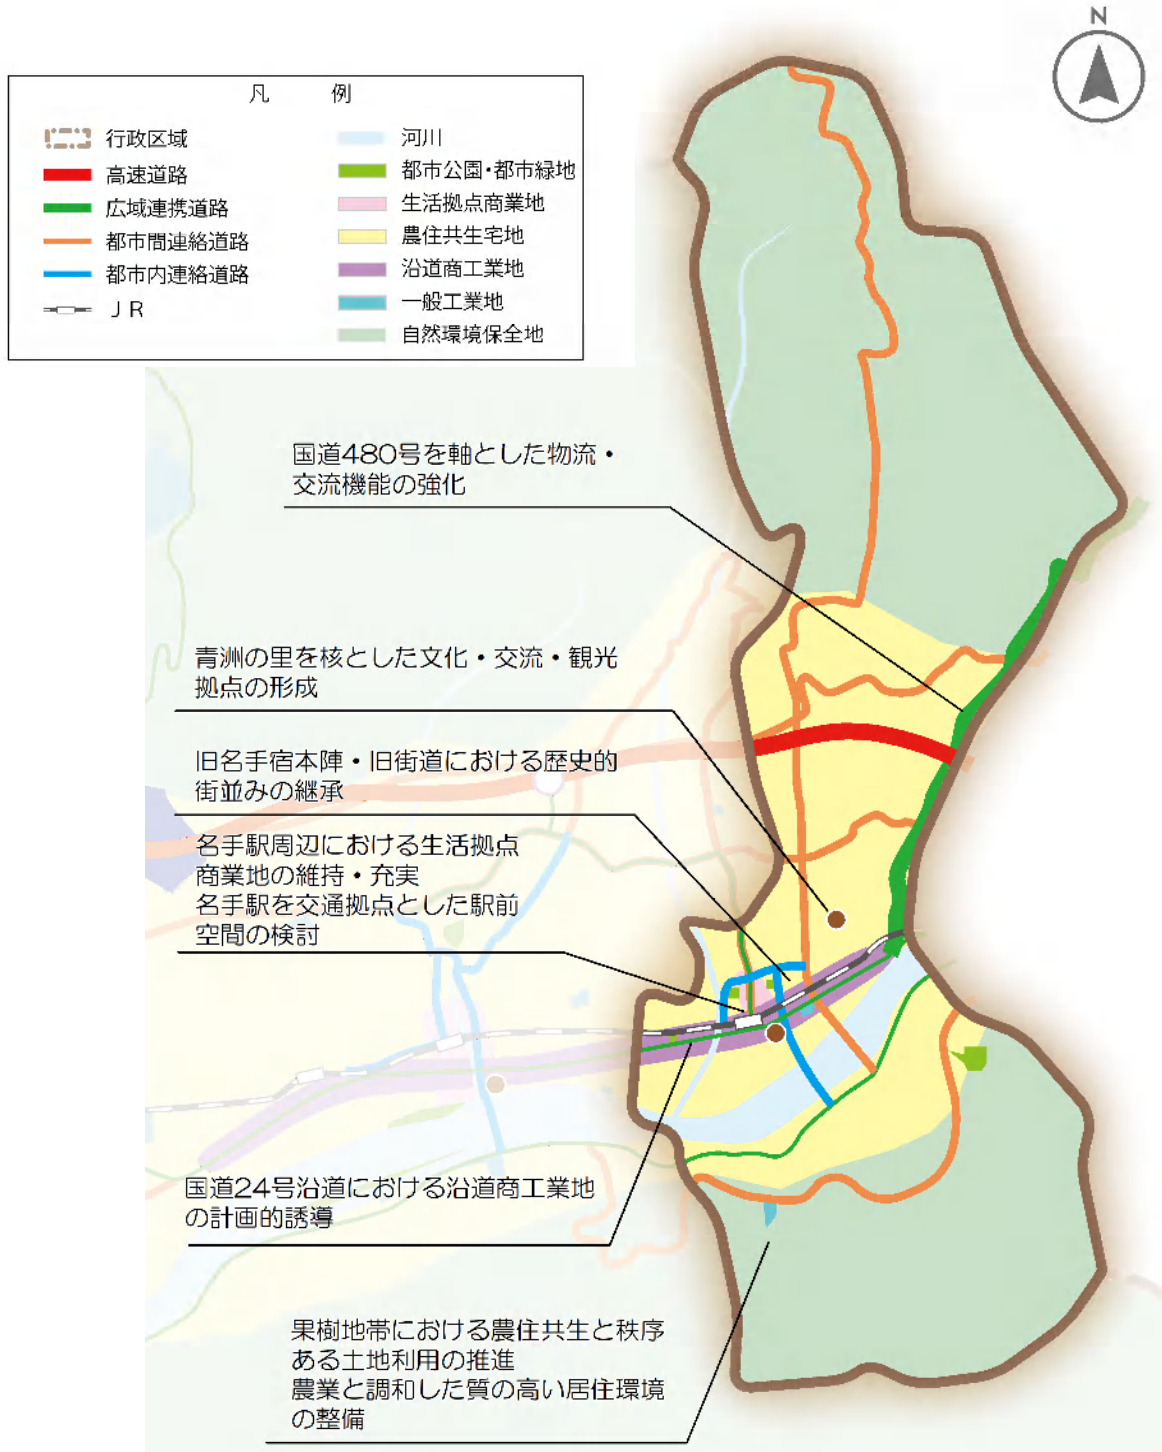 N
凡 例
行政区域
高速道路
広域連携道路
都市間連絡道路
都市内連絡道路
JR
河川
都市公園・都市緑地
生活拠点商業地
農住共生宅地
沿道商工業地
一般工業地
自然環境保全地
国道480号を軸とした物流・
交流機能の強化
青洲の里を核とした文化・交流・観光
拠点の形成
旧名手宿本陣・旧街道における歴史的
街並みの継承
名手駅周辺における生活拠点
商業地の維持・充実
名手駅を交通拠点とした駅前
空間の検討
国道24号沿道における沿道商工業地
の計画的誘導
果樹地帯における農住共生と秩序
ある土地利用の推進
農業と調和した質の高い居住環境
の整備